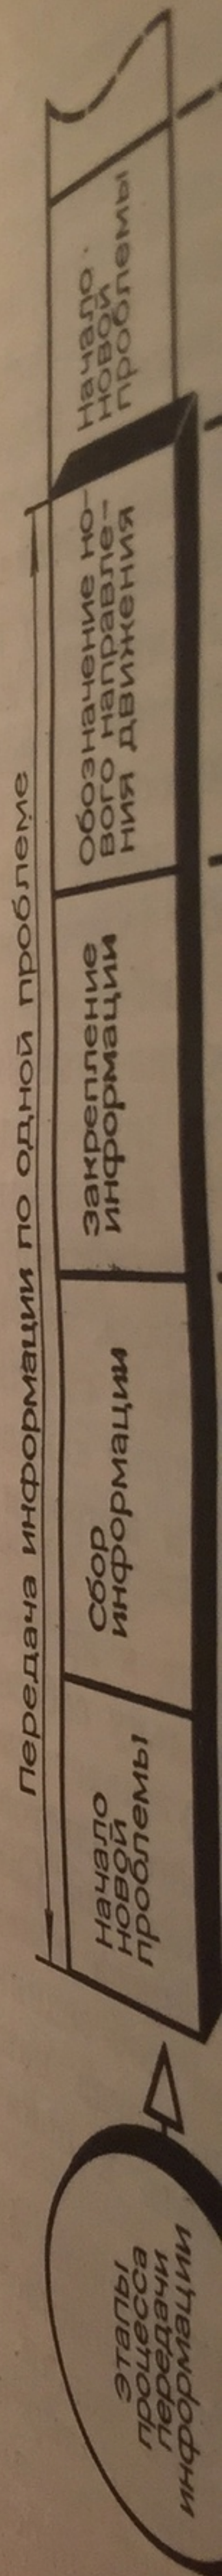 Передача информации по одной проблеме
этапы
процесса
передачи
информации
Начало
новой
проблемы
Сбор
информации
Закрепление
информации
Обозначение но-
вого направле-
ния движения
Начало
новой
проблемы